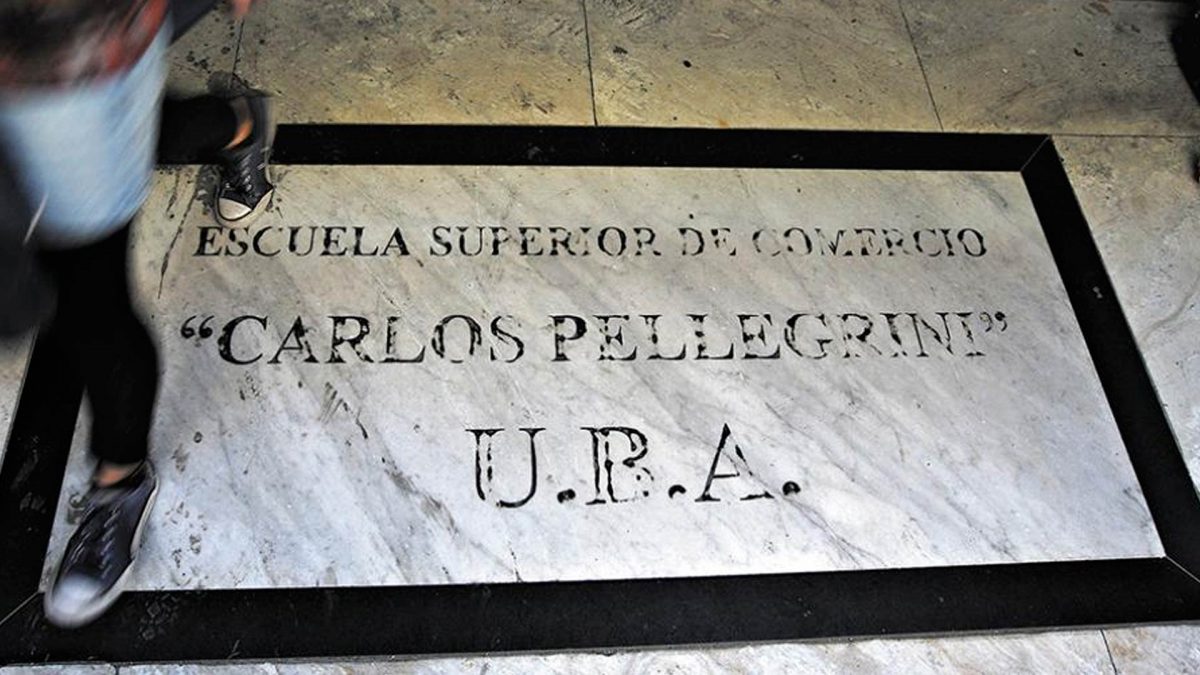 ESCUELA SUPERIOR DE COMERCIO
“CARLOS PELLEGRINI”
U.B.A.